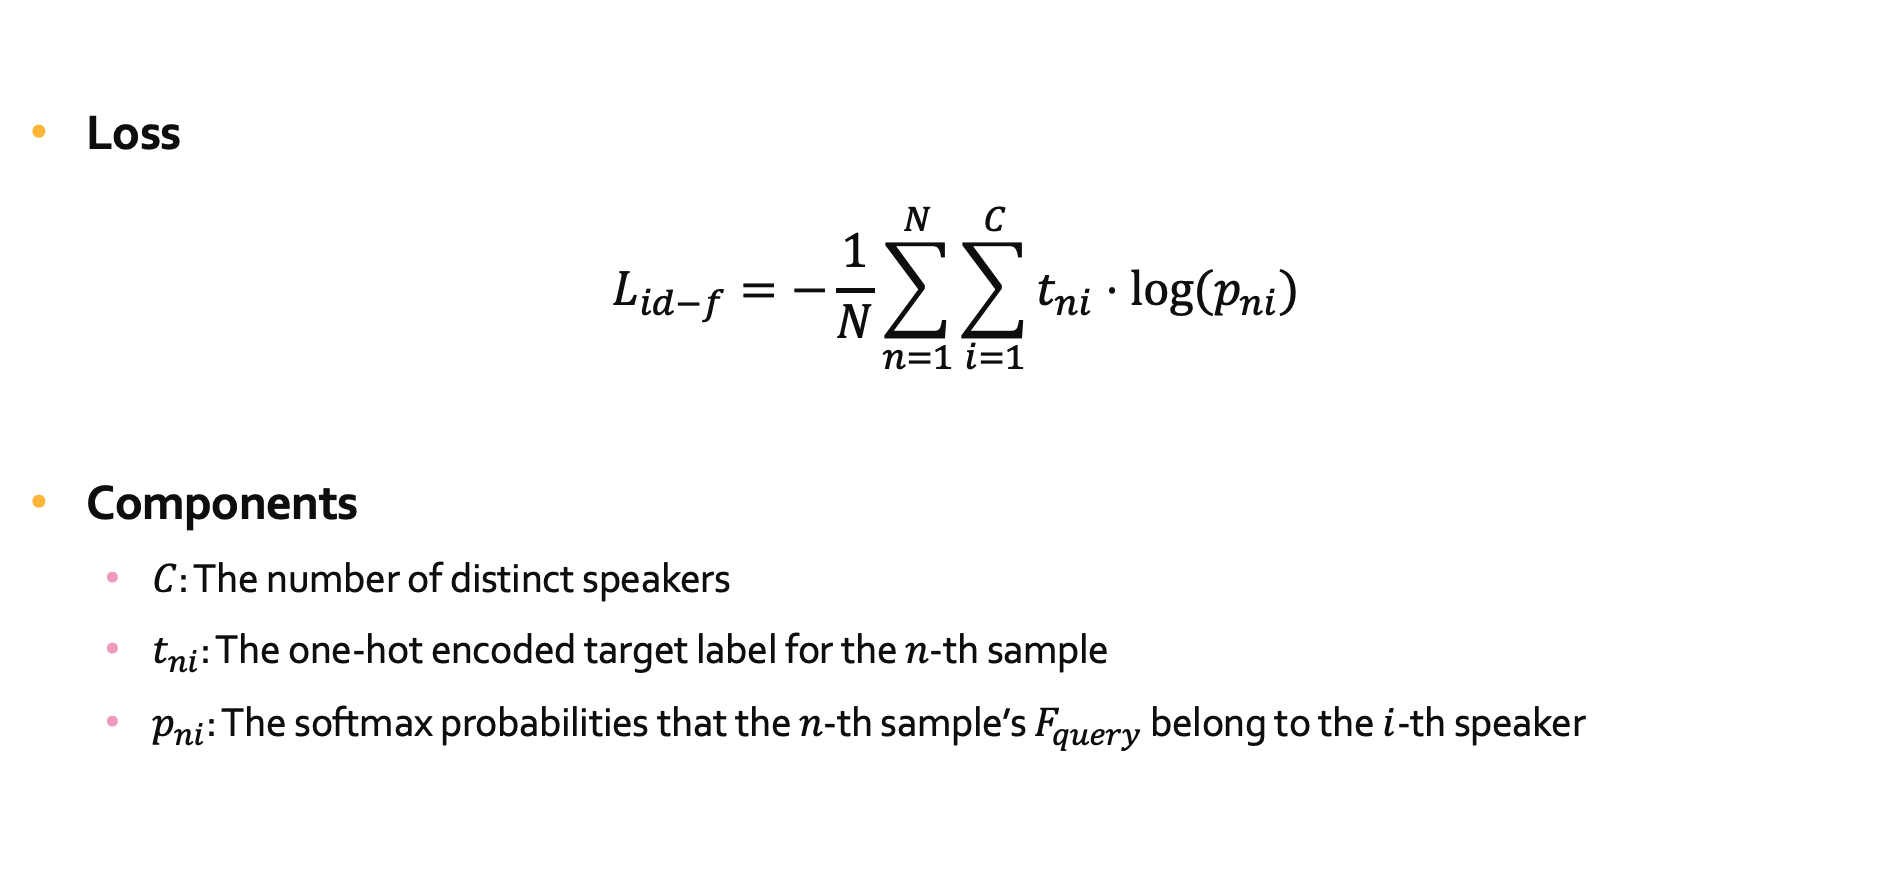 • Loss
$L_{id-f} = -\frac{1}{N}\sum_{n=1}^{N}\sum_{i=1}^{C} t_{ni} \cdot \log(p_{ni})$
• Components
• $C$: The number of distinct speakers
• $t_{ni}$: The one-hot encoded target label for the $n$-th sample
• $p_{ni}$: The softmax probabilities that the $n$-th sample’s $F_{query}$ belong to the $i$-th speaker